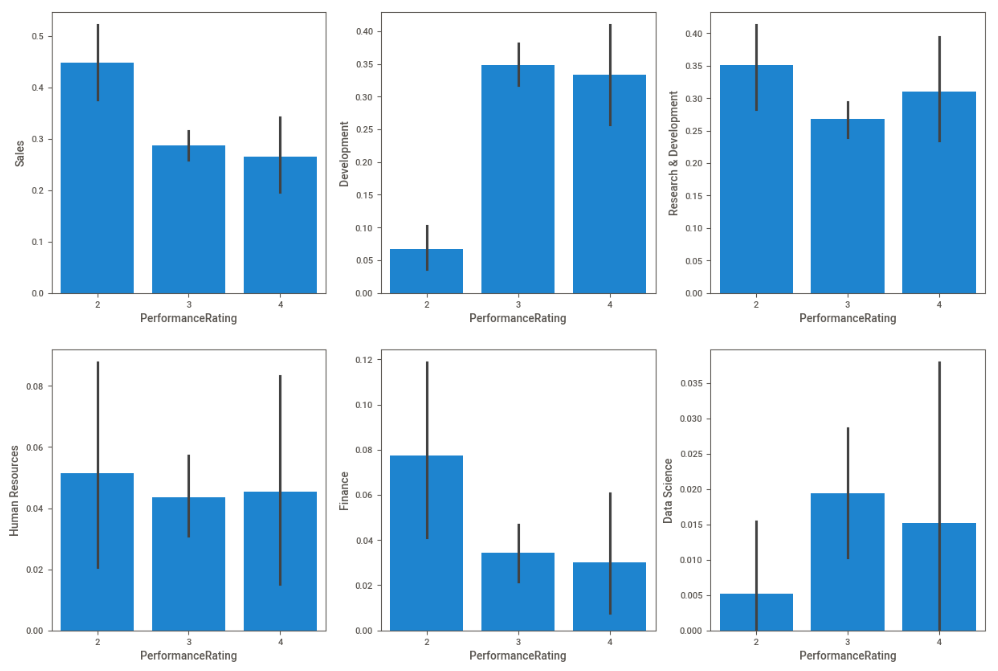 Sales
0.5
0.4
0.3
0.2
0.1
0.0
2 3 4
PerformanceRating
Development
0.40
0.35
0.30
0.25
0.20
0.15
0.10
0.05
0.00
2 3 4
PerformanceRating
Research & Development
0.40
0.35
0.30
0.25
0.20
0.15
0.10
0.05
0.00
2 3 4
PerformanceRating
Human Resources
0.08
0.06
0.04
0.02
0.00
2 3 4
PerformanceRating
Finance
0.12
0.10
0.08
0.06
0.04
0.02
0.00
2 3 4
PerformanceRating
Data Science
0.035
0.030
0.025
0.020
0.015
0.010
0.005
0.000
2 3 4
PerformanceRating